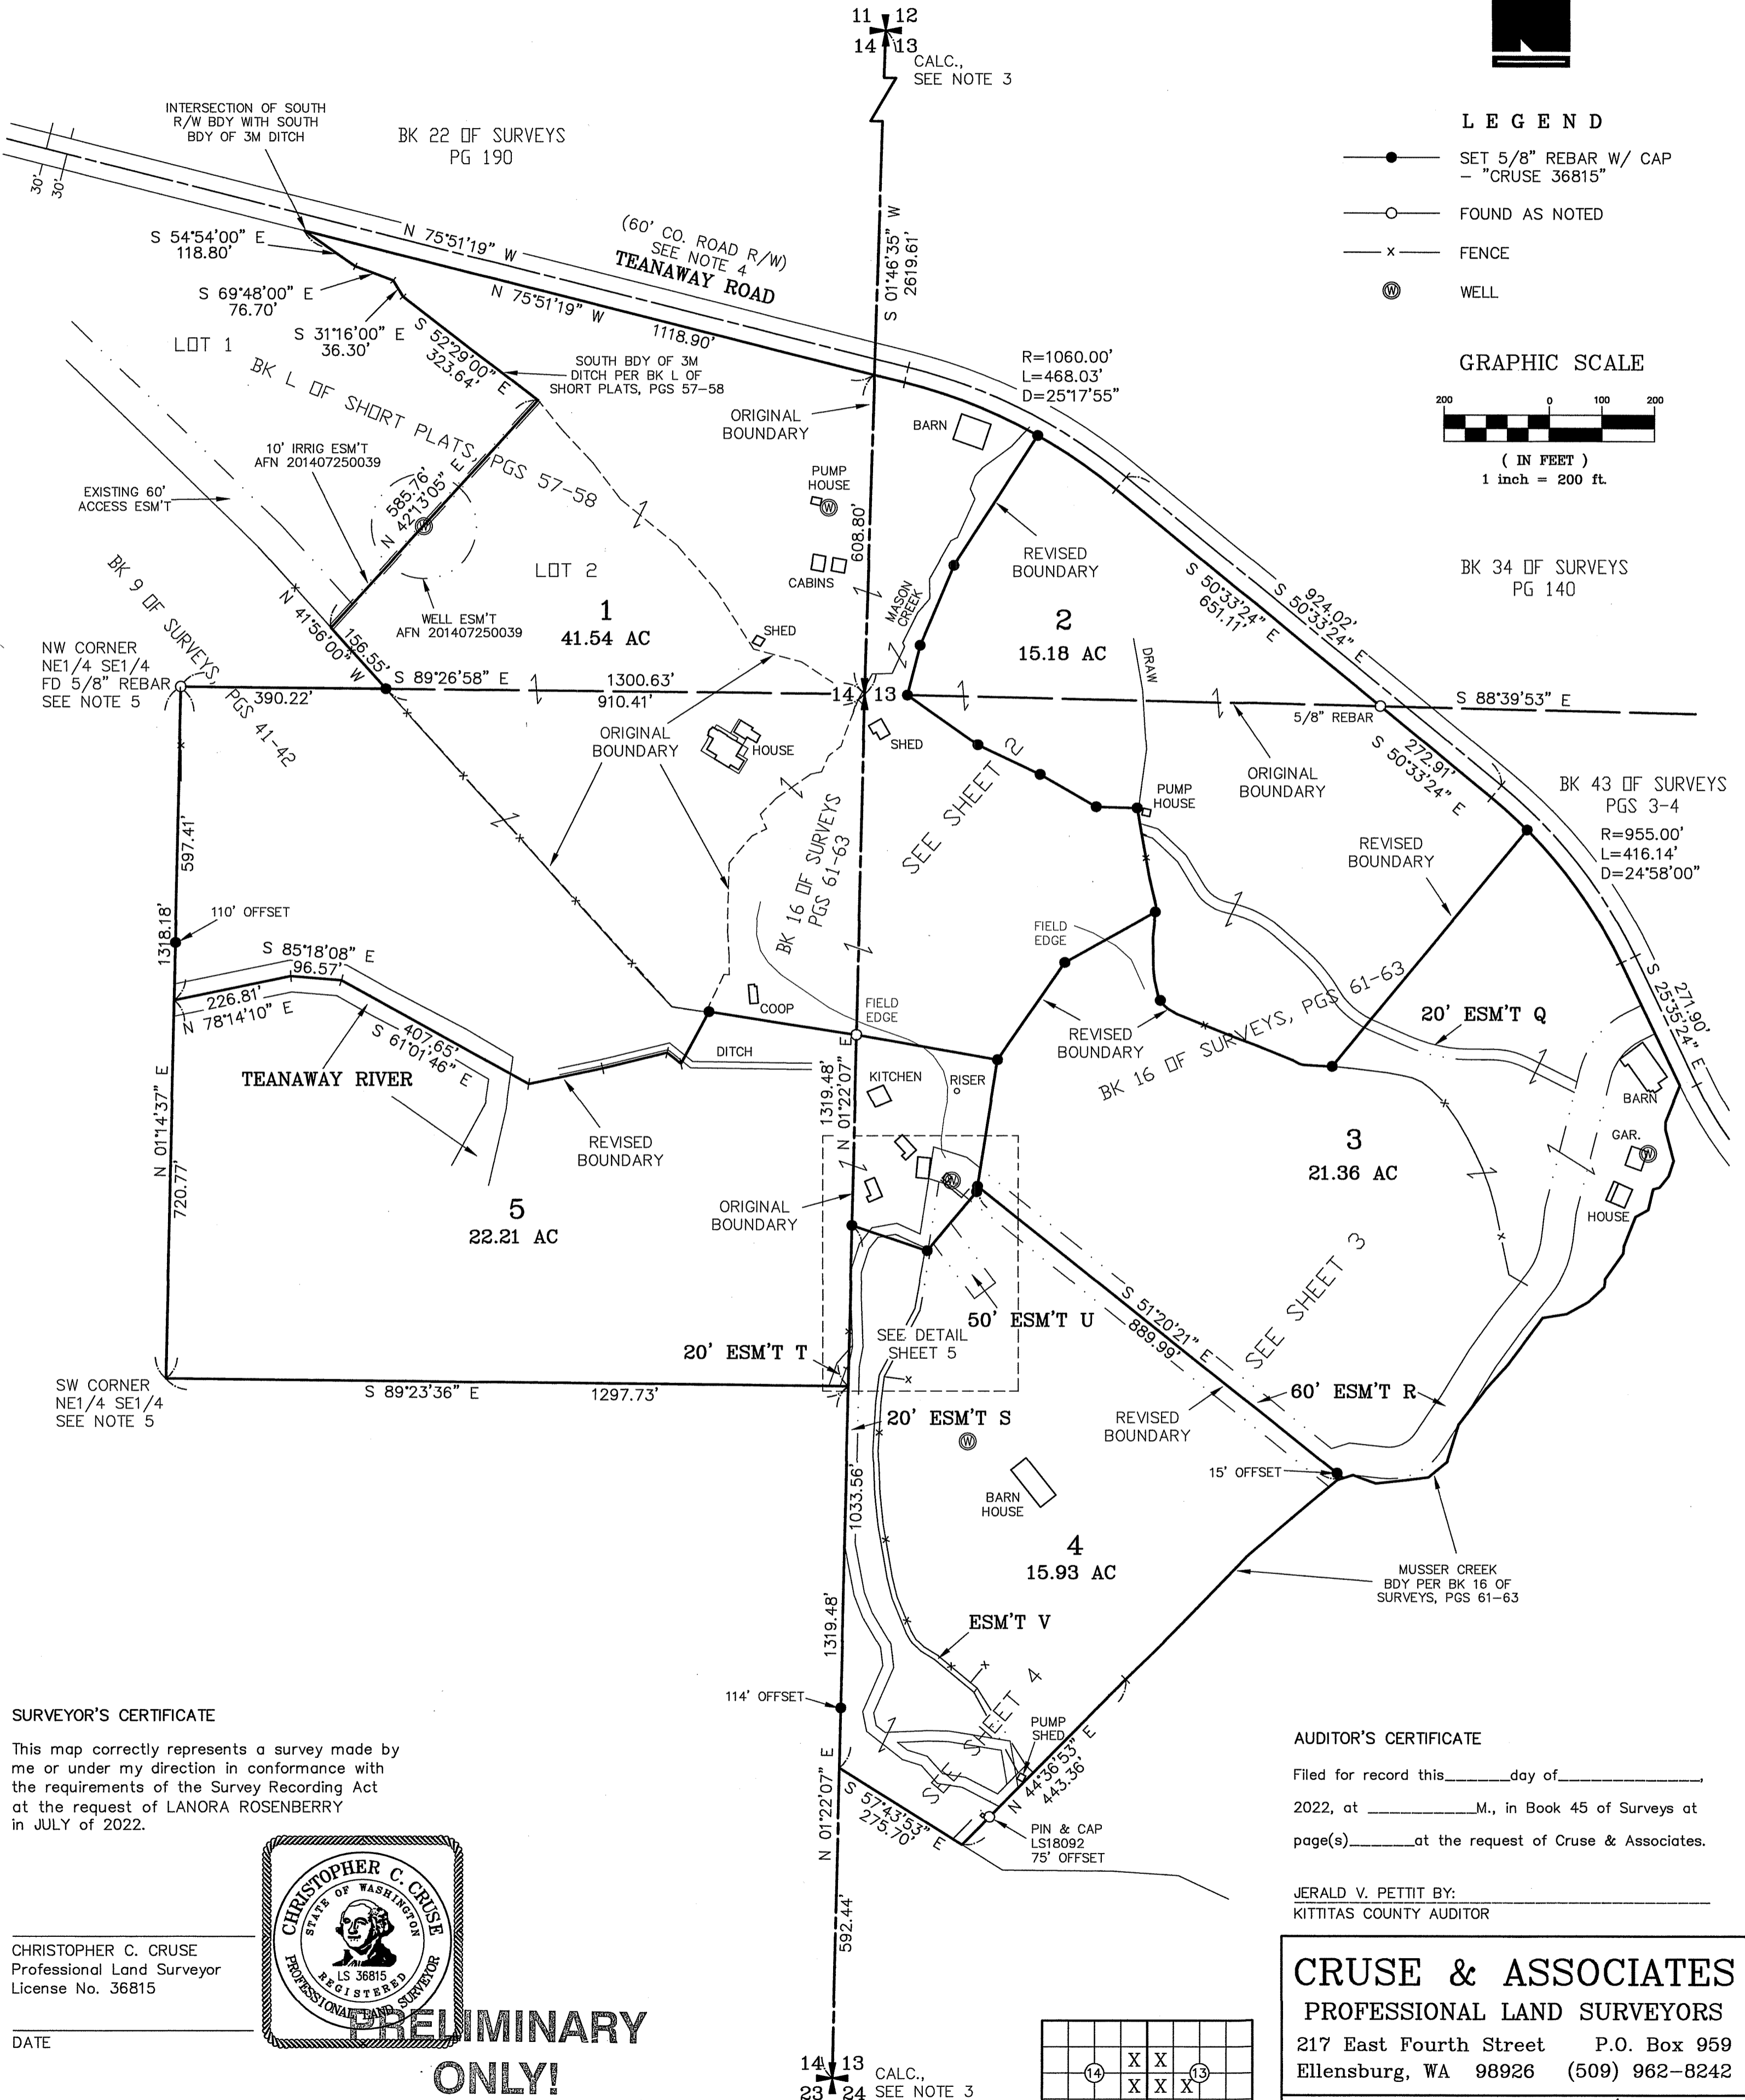 11 12
14 13
CALC.,
SEE NOTE 3
INTERSECTION OF SOUTH
R/W BDY WITH SOUTH
BDY OF 3M DITCH
BK 22 OF SURVEYS
PG 190
30'
30'
LEGEND
SET 5/8" REBAR W/ CAP
– "CRUSE 36815"
FOUND AS NOTED
x
FENCE
W
WELL
GRAPHIC SCALE
200 0 100 200
( IN FEET )
1 inch = 200 ft.
S 54°54'00" E
118.80'
S 69°48'00" E
76.70'
S 31°16'00" E
36.30'
S 52°29'00" E
323.64'
N 75°51'19" W
(60' CO. ROAD R/W)
SEE NOTE 4
TEANAWAY ROAD
N 75°51'19" W
1118.90'
S 01°46'35" W
2619.61'
R=1060.00'
L=468.03'
D=25°17'55"
LOT 1
BK L OF SHORT PLATS, PGS 57-58
SOUTH BDY OF 3M
DITCH PER BK L OF
SHORT PLATS, PGS 57-58
ORIGINAL
BOUNDARY
BARN
10' IRRIG ESM'T
AFN 201407250039
EXISTING 60'
ACCESS ESM'T
585.76'
N 42°13'05" E
W
PUMP
HOUSE
W
608.80'
CABINS
MASON
CREEK
REVISED
BOUNDARY
S 50°33'24" E
651.11'
924.02'
S 50°33'24" E
BK 34 OF SURVEYS
PG 140
BK 9 OF SURVEYS, PGS 41-42
LOT 2
WELL ESM'T
AFN 201407250039
1
41.54 AC
2
15.18 AC
SHED
DRAW
N 41°56'00" W
156.55'
NW CORNER
NE1/4 SE1/4
FD 5/8" REBAR
SEE NOTE 5
S 89°26'58" E
1300.63'
390.22'
910.41'
14 13
5/8" REBAR
S 88°39'53" E
ORIGINAL
BOUNDARY
HOUSE
SHED
SEE SHEET 2
PUMP
HOUSE
ORIGINAL
BOUNDARY
272.91'
S 50°33'24" E
BK 43 OF SURVEYS
PGS 3-4
R=955.00'
L=416.14'
D=24°58'00"
REVISED
BOUNDARY
597.41'
1318.18'
110' OFFSET
BK 16 OF SURVEYS
PGS 61-63
FIELD
EDGE
S 85°18'08" E
96.57'
226.81'
N 78°14'10" E
407.65'
S 61°01'46" E
TEANAWAY RIVER
COOP
FIELD
EDGE
DITCH
REVISED
BOUNDARY
BK 16 OF SURVEYS, PGS 61-63
20' ESM'T Q
271.90'
S 25°35'24" E
N 01°14'37" E
720.77'
REVISED
BOUNDARY
1319.48'
N 01°22'07" E
KITCHEN
RISER
BARN
GAR.
W
HOUSE
3
21.36 AC
5
22.21 AC
ORIGINAL
BOUNDARY
W
50' ESM'T U
SEE DETAIL
SHEET 5
20' ESM'T T
S 51°20'21" E
889.99'
SEE SHEET 3
SW CORNER
NE1/4 SE1/4
SEE NOTE 5
S 89°23'36" E
1297.73'
20' ESM'T S
W
REVISED
BOUNDARY
60' ESM'T R
15' OFFSET
1033.56'
BARN
HOUSE
4
15.93 AC
MUSSER CREEK
BDY PER BK 16 OF
SURVEYS, PGS 61-63
1319.48'
ESM'T V
114' OFFSET
SEE SHEET 4
PUMP
SHED
N 44°36'53" E
443.36'
N 01°22'07" E
S 57°43'53" E
275.70'
PIN & CAP
LS18092
75' OFFSET
592.44'
14 13
23 24
CALC.,
SEE NOTE 3
SURVEYOR'S CERTIFICATE
This map correctly represents a survey made by
me or under my direction in conformance with
the requirements of the Survey Recording Act
at the request of LANORA ROSENBERRY
in JULY of 2022.
CHRISTOPHER C. CRUSE
Professional Land Surveyor
License No. 36815
DATE
CHRISTOPHER C. CRUSE
STATE OF WASHINGTON
LS 36815
REGISTERED
PROFESSIONAL LAND SURVEYOR
PRELIMINARY
ONLY!
X X
14 13
X X X
AUDITOR'S CERTIFICATE
Filed for record this______day of_____________,
2022, at __________M., in Book 45 of Surveys at
page(s)______at the request of Cruse & Associates.
JERALD V. PETTIT BY:
KITTITAS COUNTY AUDITOR
CRUSE & ASSOCIATES
PROFESSIONAL LAND SURVEYORS
217 East Fourth Street P.O. Box 959
Ellensburg, WA 98926 (509) 962-8242